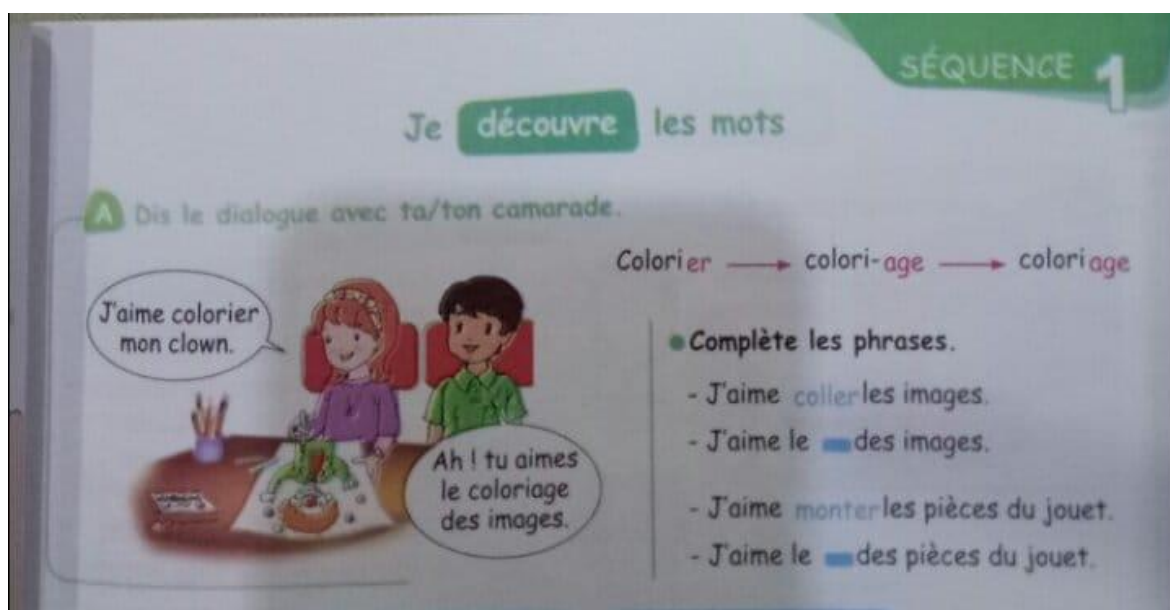 SÉQUENCE 1
Je découvre les mots
A Dis le dialogue avec ta/ton camarade.
Colorier → colori-age → coloriage
J'aime colorier
mon clown.
Ah ! tu aimes
le coloriage
des images.
Complète les phrases.
- J'aime coller les images.
- J'aime le des images.
- J'aime monter les pièces du jouet.
- J'aime le des pièces du jouet.